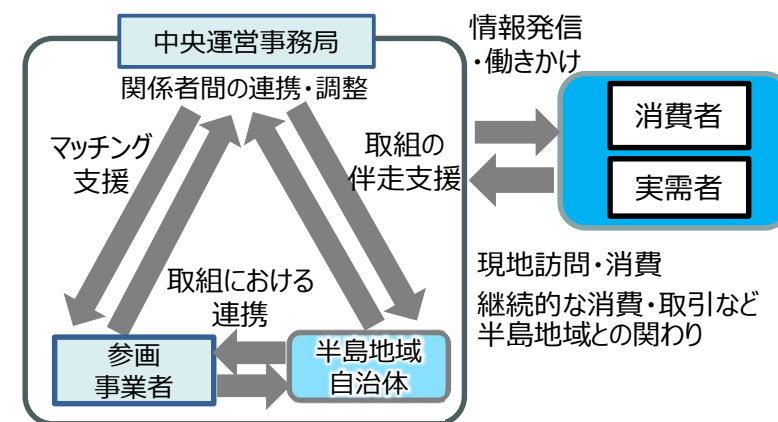 中央運営事務局
関係者間の連携・調整
マッチング
支援
取組の
伴走支援
取組における
連携
参画
事業者
半島地域
自治体
情報発信
・働きかけ
消費者
実需者
現地訪問・消費
継続的な消費・取引など
半島地域との関わり